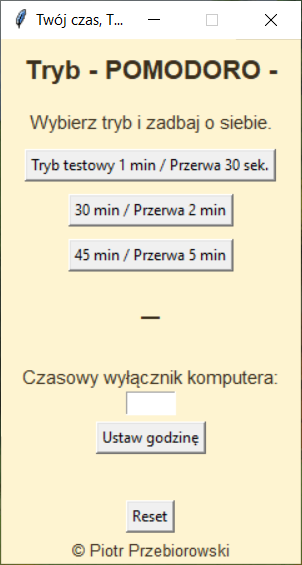 Twój czas, T...
Tryb - POMODORO -
Wybierz tryb i zadbaj o siebie.
Tryb testowy 1 min / Przerwa 30 sek.
30 min / Przerwa 2 min
45 min / Przerwa 5 min
—
Czasowy wyłącznik komputera:
Ustaw godzinę
Reset
© Piotr Przebiorowski